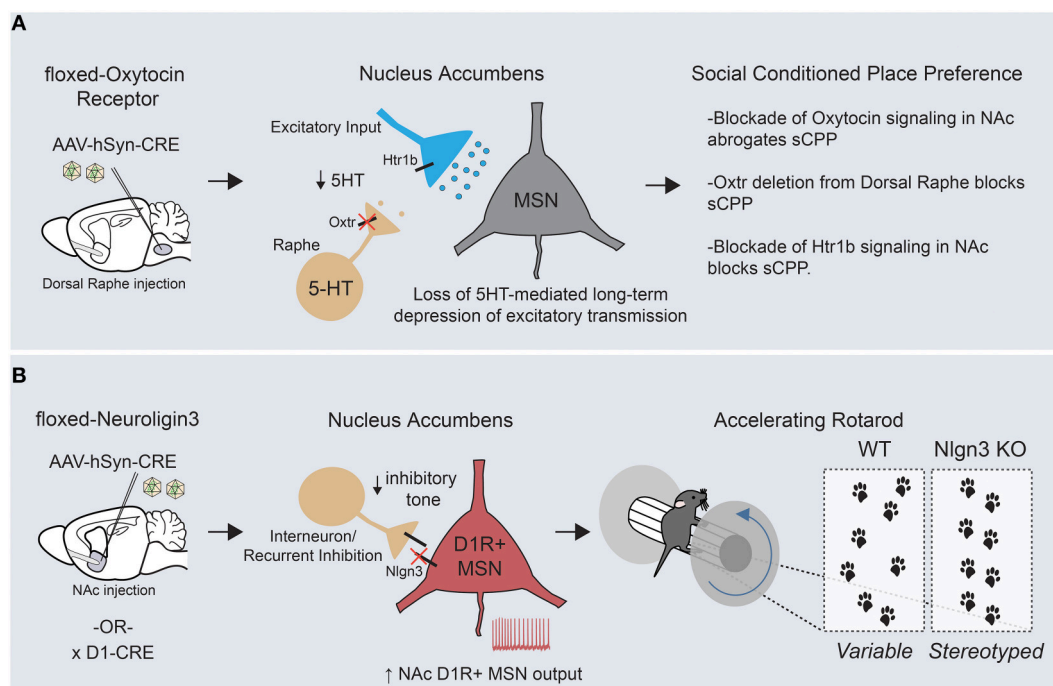 A
floxed-Oxytocin
Receptor
AAV-hSyn-CRE
Dorsal Raphe injection
Nucleus Accumbens
Excitatory Input
Htr1b
↓ 5HT
Oxtr
Raphe
5-HT
MSN
Loss of 5HT-mediated long-term
depression of excitatory transmission
Social Conditioned Place Preference
-Blockade of Oxytocin signaling in NAc
abrogates sCPP
-Oxtr deletion from Dorsal Raphe blocks
sCPP
-Blockade of Htr1b signaling in NAc
blocks sCPP.
B
floxed-Neuroligin3
AAV-hSyn-CRE
NAc injection
-OR-
x D1-CRE
Nucleus Accumbens
↓ inhibitory
tone
Interneuron/
Recurrent Inhibition
Nlgn3
D1R+
MSN
↑ NAc D1R+ MSN output
Accelerating Rotarod
WT
Nlgn3 KO
Variable
Stereotyped